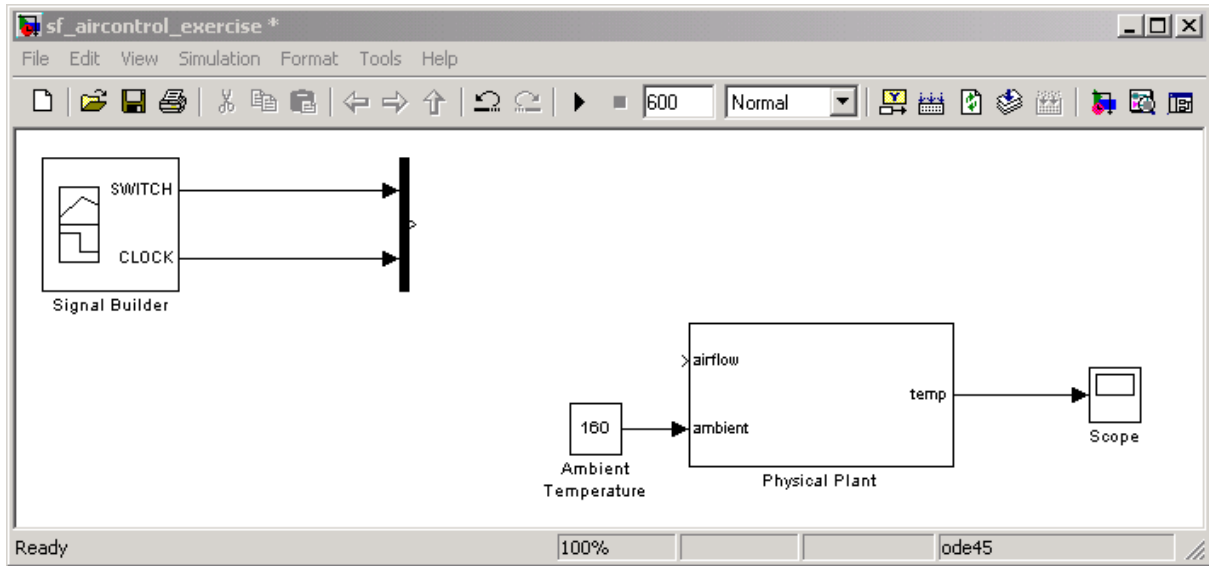 sf_aircontrol_exercise *
File Edit View Simulation Format Tools Help
600 Normal
SWITCH
CLOCK
Signal Builder
airflow
temp
160
ambient
Scope
Ambient
Temperature
Physical Plant
Ready 100% ode45